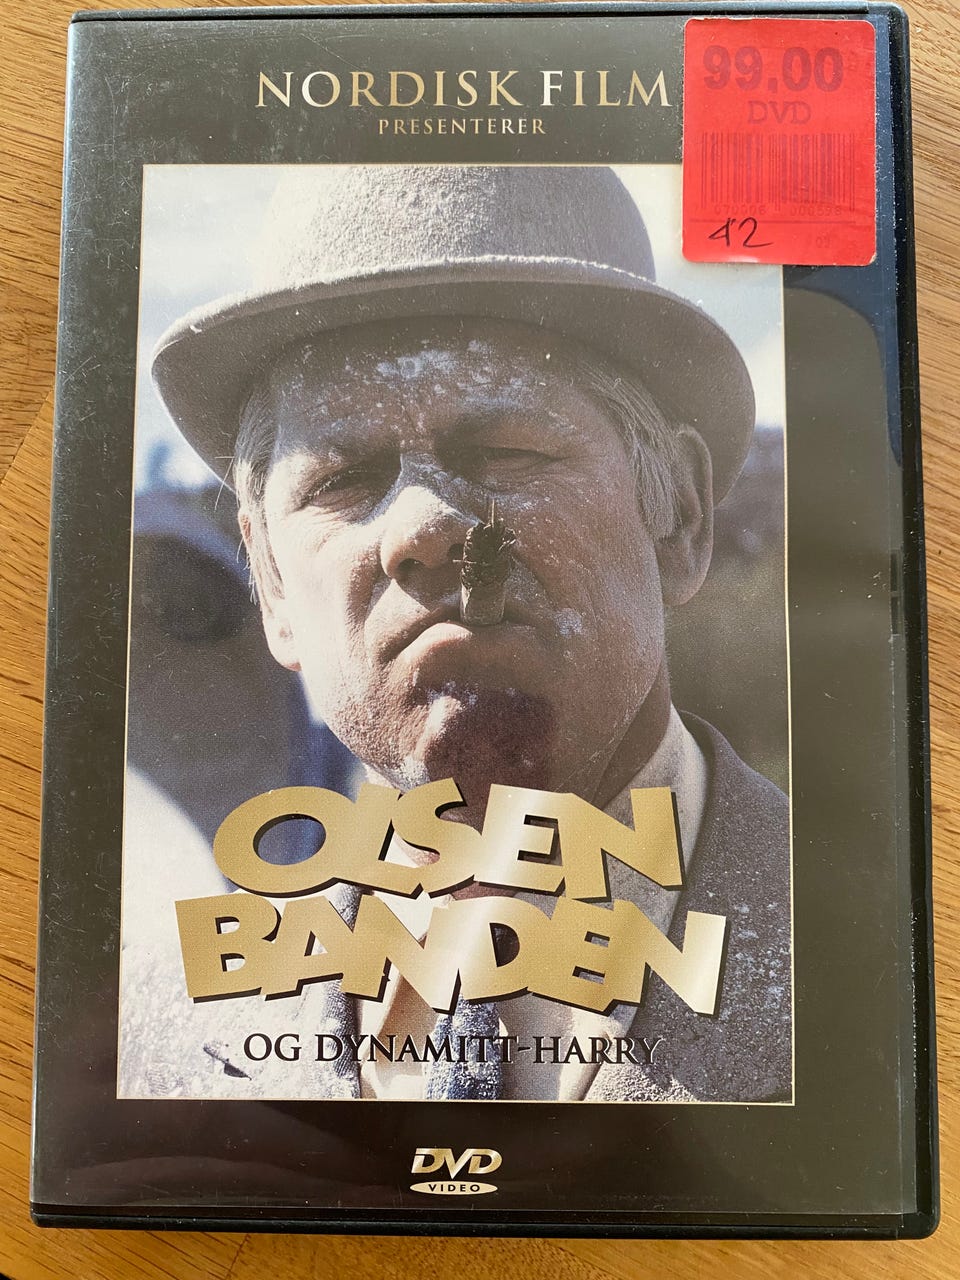 NORDISK FILM
PRESENTERER
99,00
DVD
42
OLSEN
BANDEN
OG DYNAMITT-HARRY
DVD
VIDEO